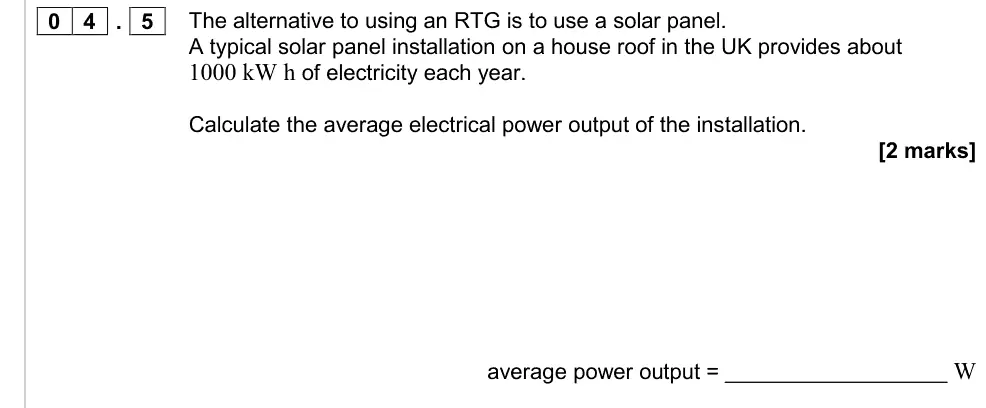 0 4 . 5 The alternative to using an RTG is to use a solar panel.
A typical solar panel installation on a house roof in the UK provides about
1000 kW h of electricity each year.
Calculate the average electrical power output of the installation.
[2 marks]
average power output = ____________________ W